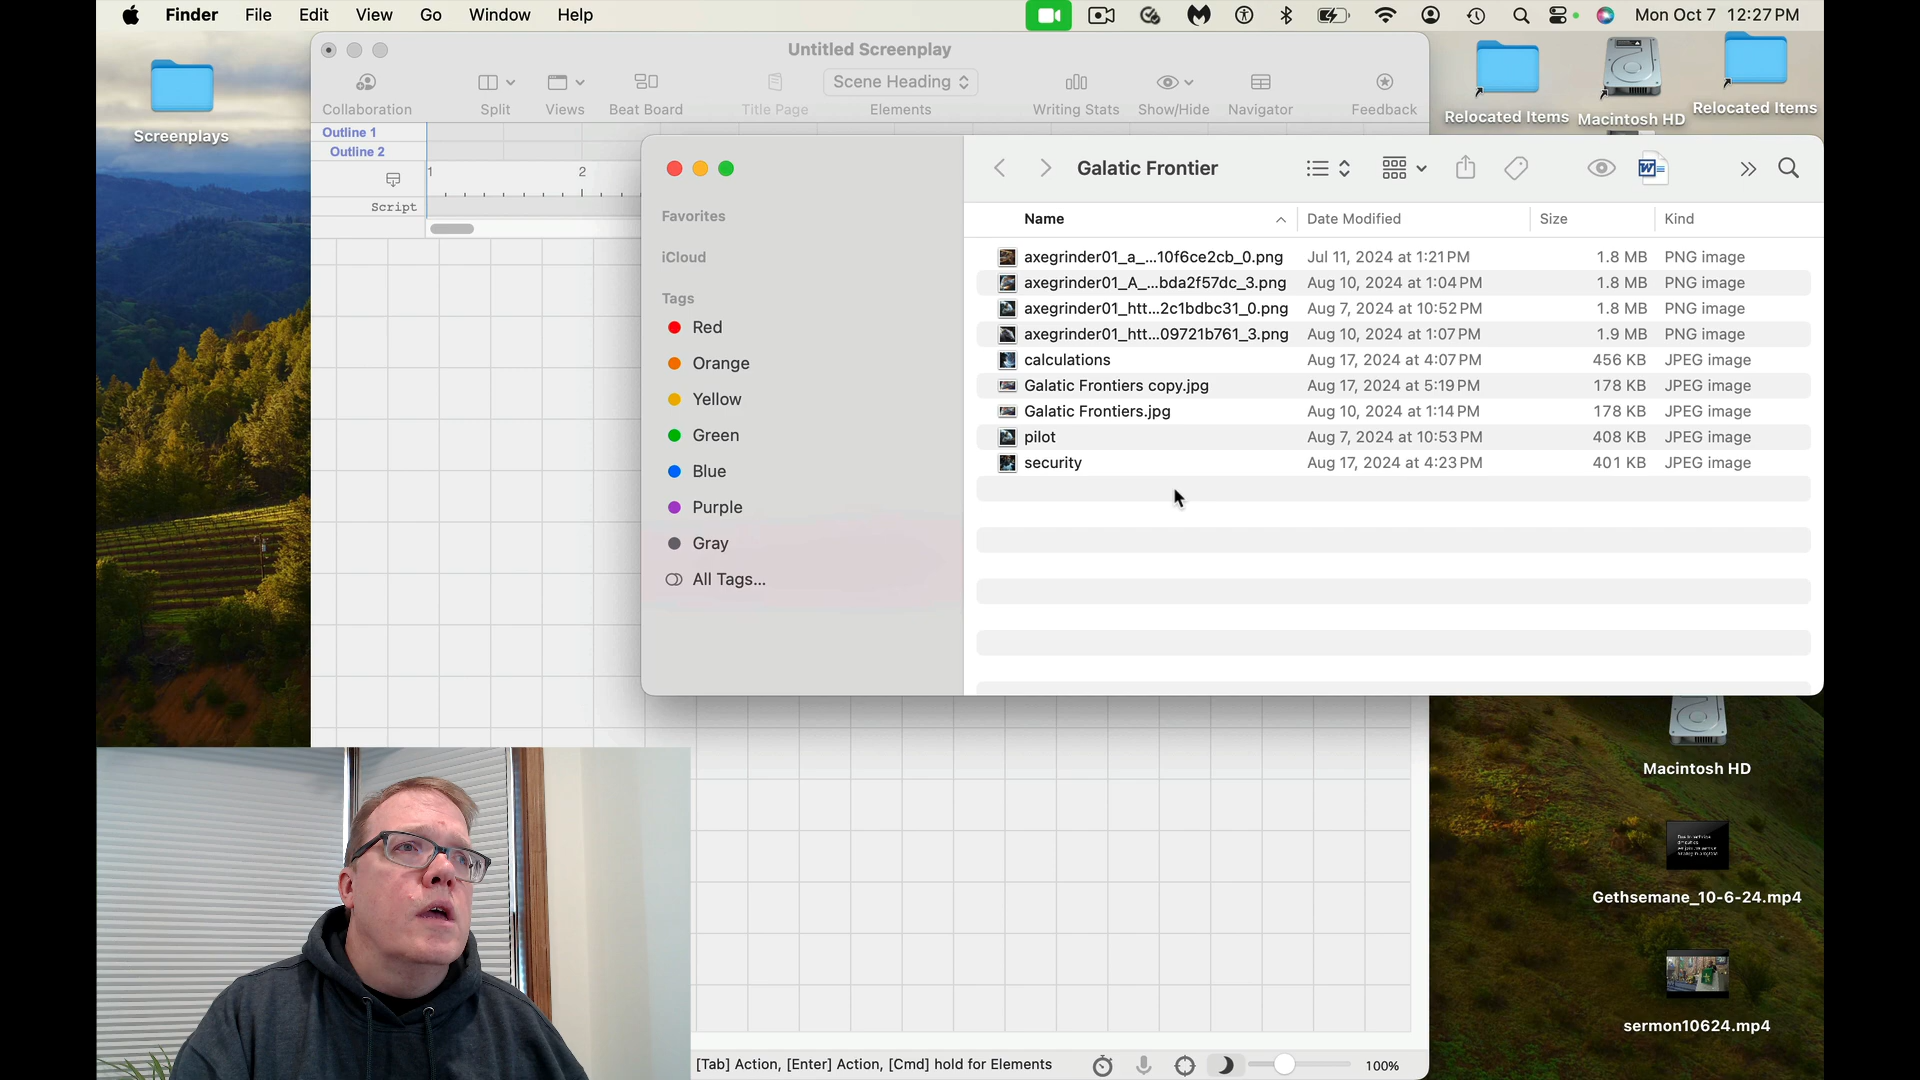 Finder File Edit View Go Window Help
Mon Oct 7 12:27 PM
Screenplays
Untitled Screenplay
Scene Heading
Collaboration Split Views Beat Board Title Page Elements Writing Stats Show/Hide Navigator Feedback
Outline 1
Outline 2
1 2
Script
Relocated Items
Macintosh HD
Relocated Items
Galatic Frontier
Favorites
iCloud
Tags
Red
Orange
Yellow
Green
Blue
Purple
Gray
All Tags...
Name Date Modified Size Kind
axegrinder01_a_...10f6ce2cb_0.png Jul 11, 2024 at 1:21 PM 1.8 MB PNG image
axegrinder01_A_...bda2f57dc_3.png Aug 10, 2024 at 1:04 PM 1.8 MB PNG image
axegrinder01_htt...2c1bdbc31_0.png Aug 7, 2024 at 10:52 PM 1.8 MB PNG image
axegrinder01_htt...09721b761_3.png Aug 10, 2024 at 1:07 PM 1.9 MB PNG image
calculations Aug 17, 2024 at 4:07 PM 456 KB JPEG image
Galatic Frontiers copy.jpg Aug 17, 2024 at 5:19 PM 178 KB JPEG image
Galatic Frontiers.jpg Aug 10, 2024 at 1:14 PM 178 KB JPEG image
pilot Aug 7, 2024 at 10:53 PM 408 KB JPEG image
security Aug 17, 2024 at 4:23 PM 401 KB JPEG image
Macintosh HD
Gethsemane_10-6-24.mp4
sermon10624.mp4
[Tab] Action, [Enter] Action, [Cmd] hold for Elements
100%